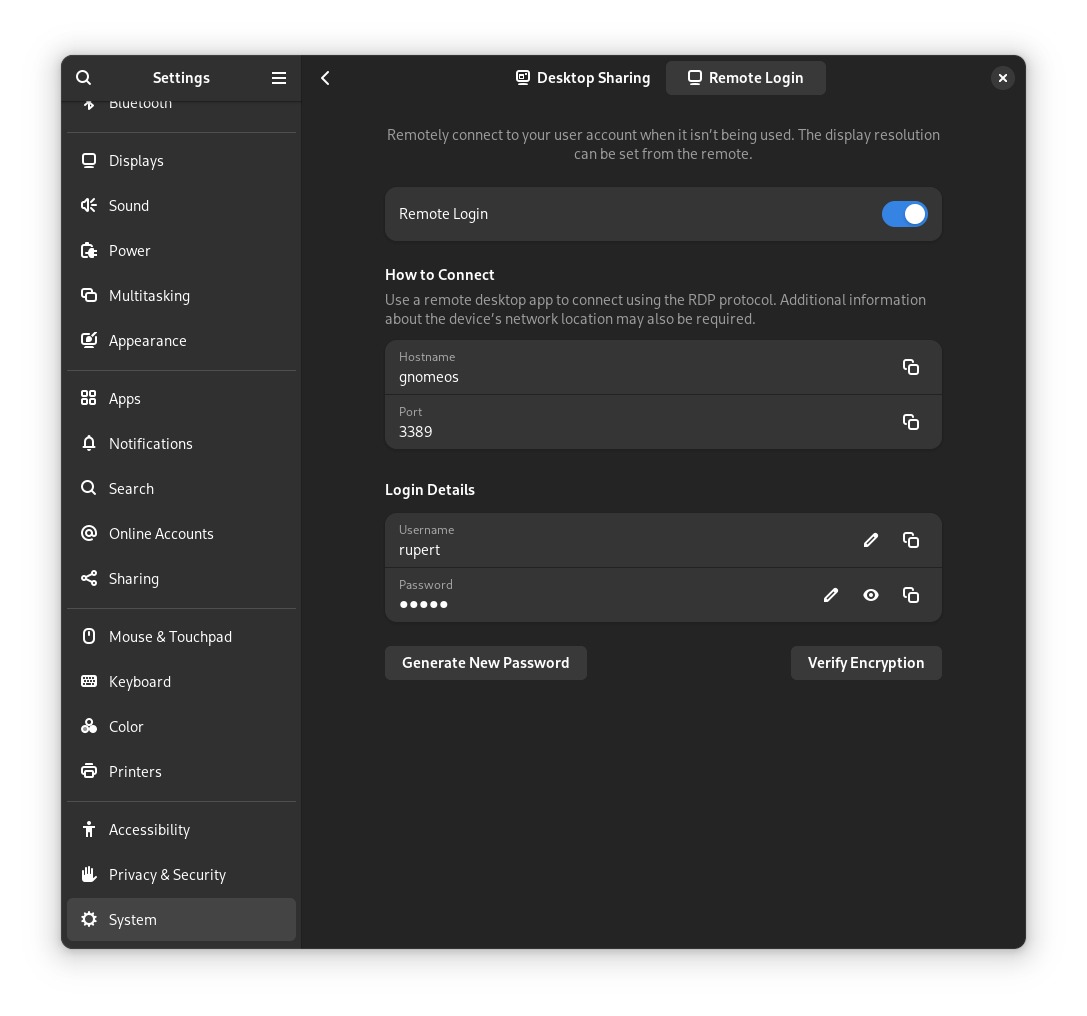 Settings
Bluetooth
Displays
Sound
Power
Multitasking
Appearance
Apps
Notifications
Search
Online Accounts
Sharing
Mouse & Touchpad
Keyboard
Color
Printers
Accessibility
Privacy & Security
System
Desktop Sharing
Remote Login
Remotely connect to your user account when it isn’t being used. The display resolution
can be set from the remote.
Remote Login
How to Connect
Use a remote desktop app to connect using the RDP protocol. Additional information
about the device’s network location may also be required.
Hostname
gnomeos
Port
3389
Login Details
Username
rupert
Password
●●●●●
Generate New Password
Verify Encryption